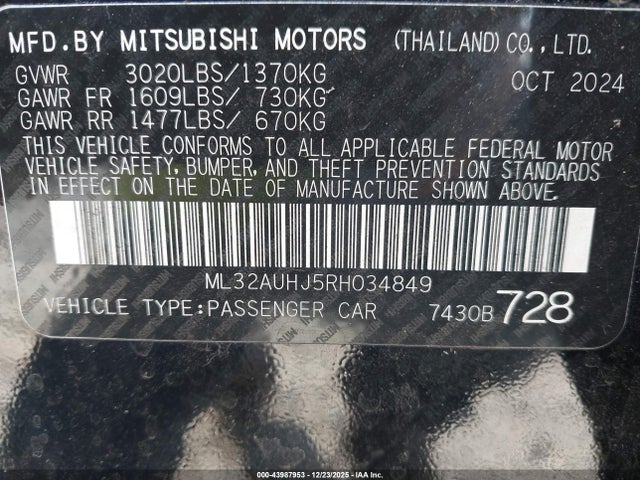 MFD.BY MITSUBISHI MOTORS (THAILAND) CO.,LTD.
GVWR 3020LBS/1370KG OCT 2024
GAWR FR 1609LBS/ 730KG
GAWR RR 1477LBS/ 670KG
THIS VEHICLE CONFORMS TO ALL APPLICABLE FEDERAL MOTOR
VEHICLE SAFETY, BUMPER, AND THEFT PREVENTION STANDARDS
IN EFFECT ON THE DATE OF MANUFACTURE SHOWN ABOVE.
ML32AUHJ5RH034849
VEHICLE TYPE:PASSENGER CAR 7430B 728
000-43987953 | 12/23/2025 - IAA Inc.